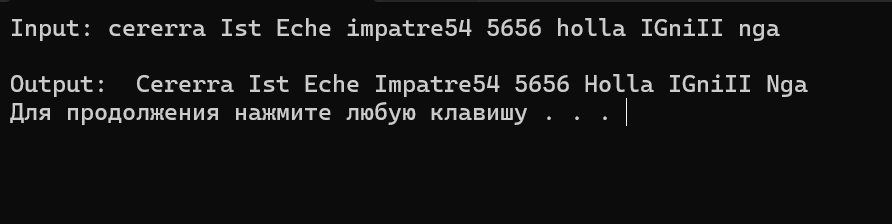 Input: cererra Ist Eche impatre54 5656 holla IGniII nga
Output:  Cererra Ist Eche Impatre54 5656 Holla IGniII Nga
Для продолжения нажмите любую клавишу . . .